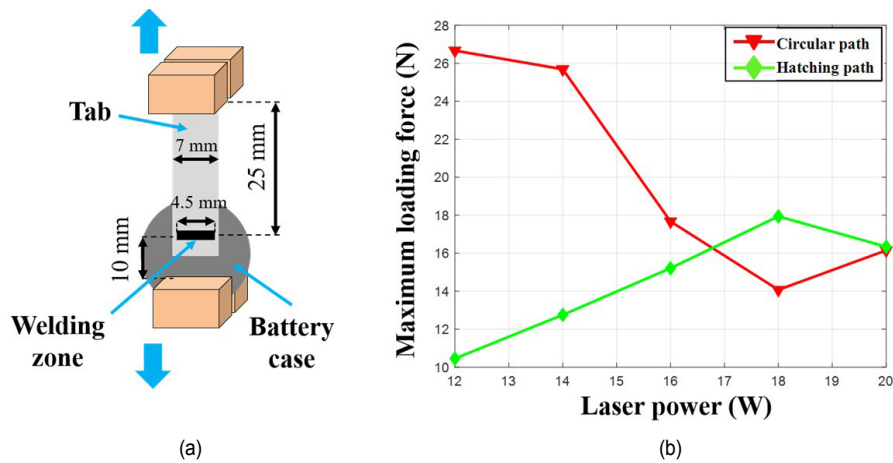 Tab
7 mm
25 mm
4.5 mm
10 mm
Welding
zone
Battery
case
(a)
Maximum loading force (N)
28
26
24
22
20
18
16
14
12
10
Circular path
Hatching path
12
13
14
15
16
17
18
19
20
Laser power (W)
(b)